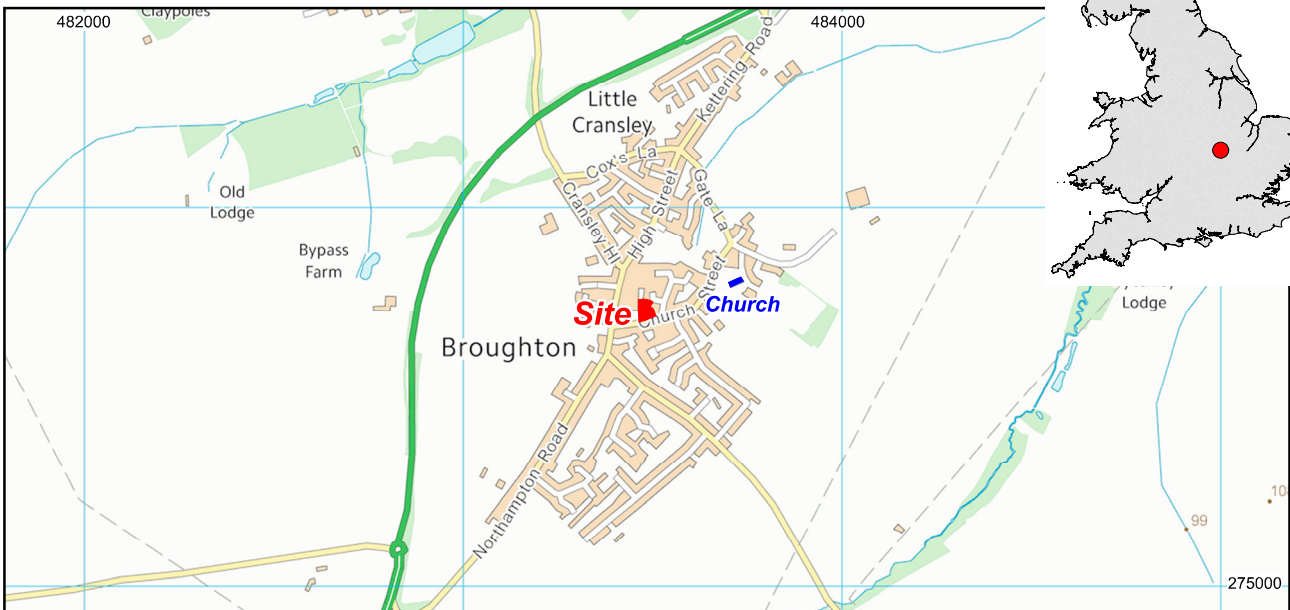 Claypoles
482000
484000
Kettering Road
Little
Cransley
Cox's La
Old
Lodge
Cransley Hl
High Street
Gate La
Bypass
Farm
Church
Street
Site
Church
Lodge
Broughton
Northampton Road
99
10
275000